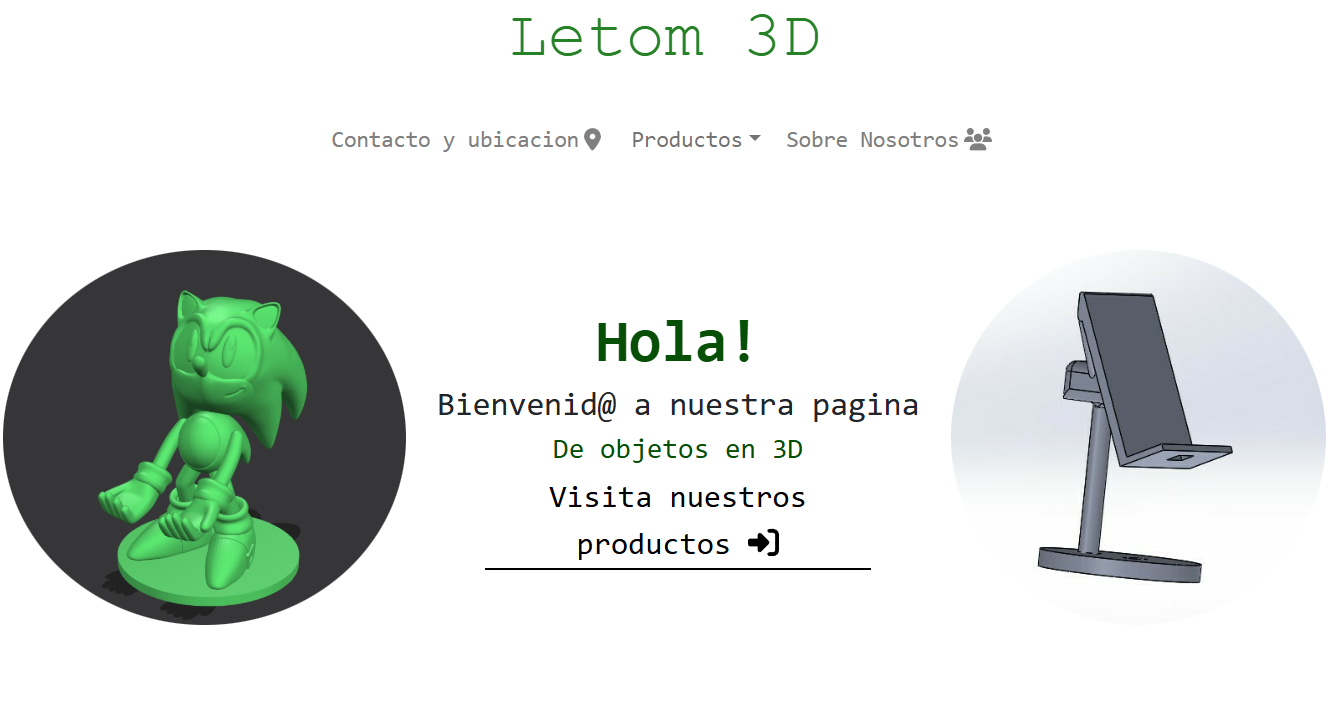 Letom 3D
Contacto y ubicacion Productos Sobre Nosotros
Hola!
Bienvenid@ a nuestra pagina
De objetos en 3D
Visita nuestros
productos